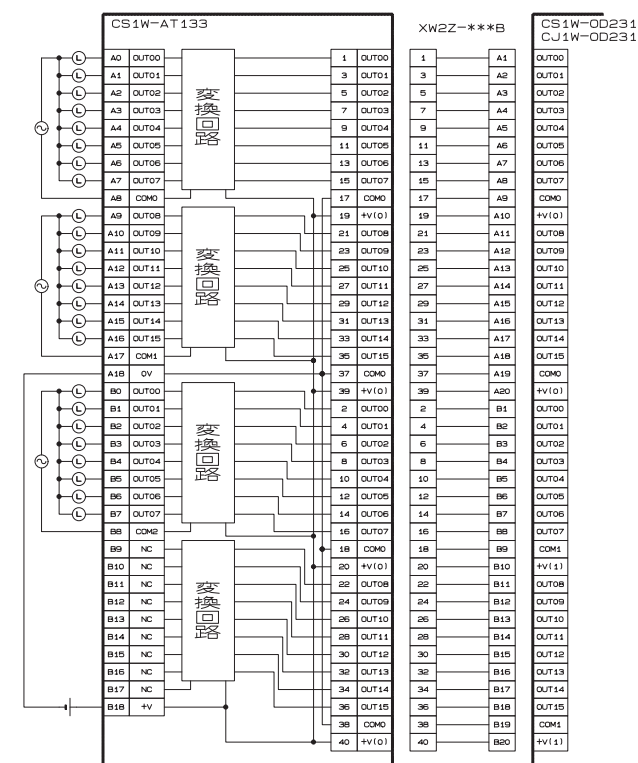 CS1W-AT133 XW2Z-***B CS1W-OD231
CJ1W-OD231
L A0 OUT00 1 OUT00 1 A1 OUT00
L A1 OUT01 3 OUT01 3 A2 OUT01
L A2 OUT02 5 OUT02 5 A3 OUT02
L A3 OUT03 7 OUT03 7 A4 OUT03
L A4 OUT04 9 OUT04 9 A5 OUT04
L A5 OUT05 11 OUT05 11 A6 OUT05
L A6 OUT06 13 OUT06 13 A7 OUT06
L A7 OUT07 15 OUT07 15 A8 OUT07
変換回路
A8 COM0 17 COM0 17 A9 COM0
L A9 OUT08 19 +V(0) 19 A10 +V(0)
L A10 OUT09 21 OUT08 21 A11 OUT08
L A11 OUT10 23 OUT09 23 A12 OUT09
L A12 OUT11 25 OUT10 25 A13 OUT10
L A13 OUT12 27 OUT11 27 A14 OUT11
L A14 OUT13 29 OUT12 29 A15 OUT12
L A15 OUT14 31 OUT13 31 A16 OUT13
L A16 OUT15 33 OUT14 33 A17 OUT14
変換回路
A17 COM1 35 OUT15 35 A18 OUT15
A18 0V 37 COM0 37 A19 COM0
L B0 OUT00 39 +V(0) 39 A20 +V(0)
L B1 OUT01 2 OUT00 2 B1 OUT00
L B2 OUT02 4 OUT01 4 B2 OUT01
L B3 OUT03 6 OUT02 6 B3 OUT02
L B4 OUT04 8 OUT03 8 B4 OUT03
L B5 OUT05 10 OUT04 10 B5 OUT04
L B6 OUT06 12 OUT05 12 B6 OUT05
L B7 OUT07 14 OUT06 14 B7 OUT06
変換回路
B8 COM2 16 OUT07 16 B8 OUT07
B9 NC 18 COM0 18 B9 COM1
B10 NC 20 +V(0) 20 B10 +V(1)
B11 NC 22 OUT08 22 B11 OUT08
B12 NC 24 OUT09 24 B12 OUT09
B13 NC 26 OUT10 26 B13 OUT10
B14 NC 28 OUT11 28 B14 OUT11
B15 NC 30 OUT12 30 B15 OUT12
B16 NC 32 OUT13 32 B16 OUT13
変換回路
B17 NC 34 OUT14 34 B17 OUT14
B18 +V 36 OUT15 36 B18 OUT15
38 COM0 38 B19 COM1
40 +V(0) 40 B20 +V(1)